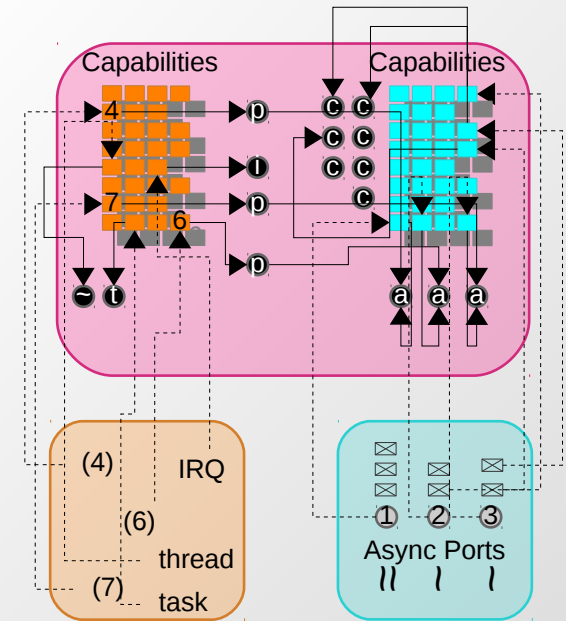 Capabilities Capabilities
4 p c c
c c
ı c c
7 p c
6
p
~ t a a a
(4) IRQ
(6) 1 2 3
thread Async Ports
(7) task